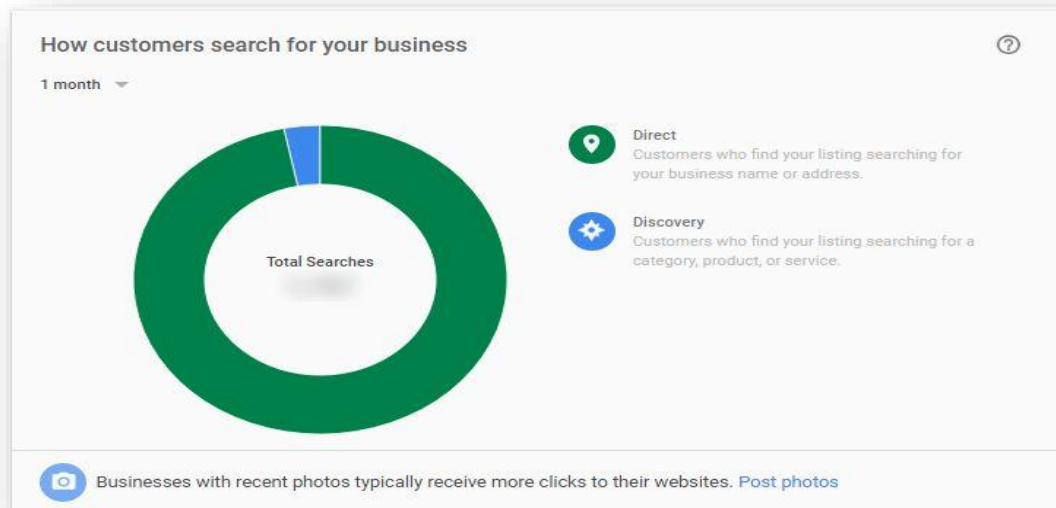 How customers search for your business
1 month
Direct
Customers who find your listing searching for
your business name or address.
Discovery
Customers who find your listing searching for a
category, product, or service.
Total Searches
Businesses with recent photos typically receive more clicks to their websites. Post photos